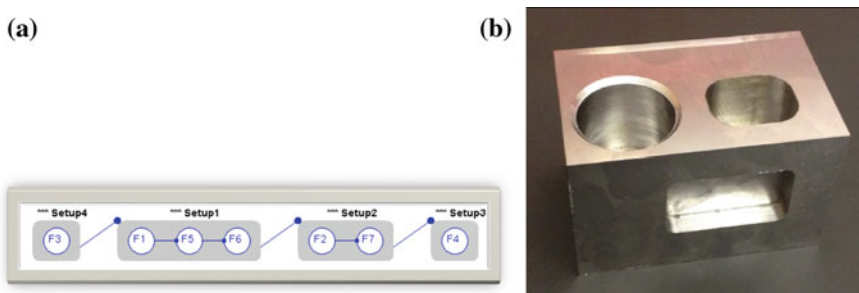 (a)
(b)
*** Setup4 *** Setup1 *** Setup2 *** Setup3
F3 F1 F5 F6 F2 F7 F4